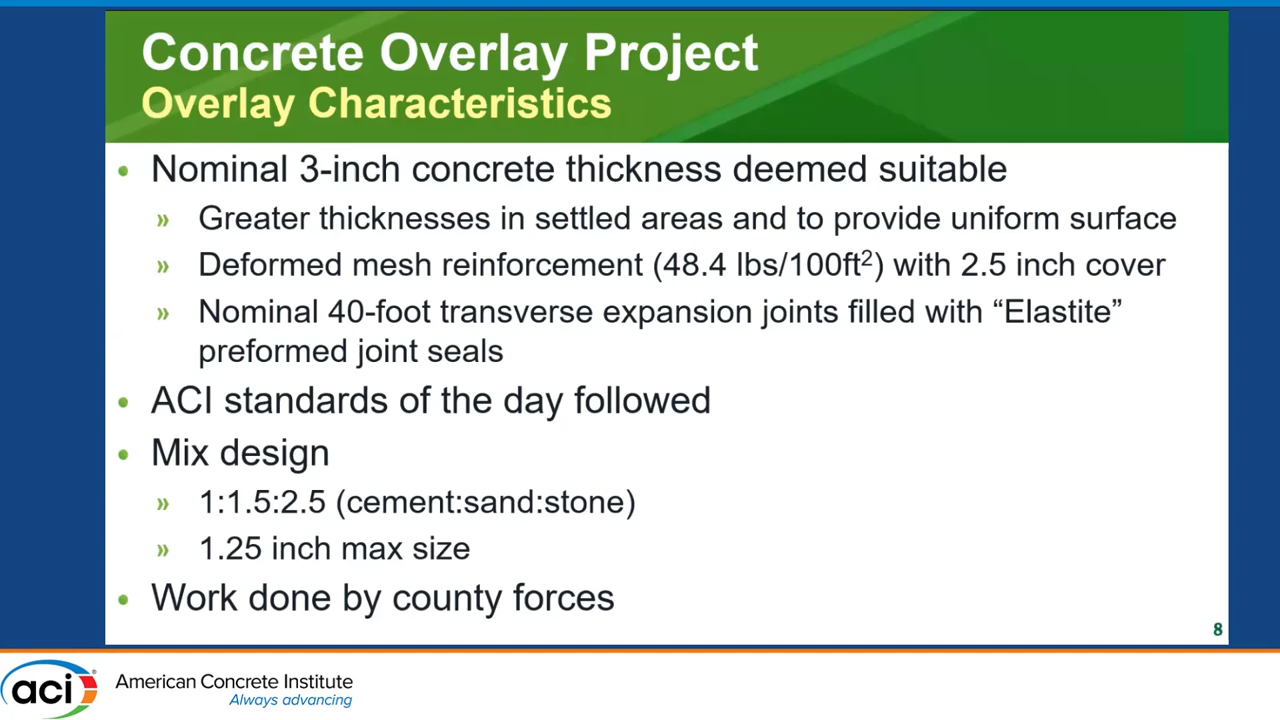 Concrete Overlay Project
Overlay Characteristics
• Nominal 3-inch concrete thickness deemed suitable
» Greater thicknesses in settled areas and to provide uniform surface
» Deformed mesh reinforcement (48.4 lbs/100ft²) with 2.5 inch cover
» Nominal 40-foot transverse expansion joints filled with “Elastite”
preformed joint seals
• ACI standards of the day followed
• Mix design
» 1:1.5:2.5 (cement:sand:stone)
» 1.25 inch max size
• Work done by county forces
8
aci®
American Concrete Institute
Always advancing